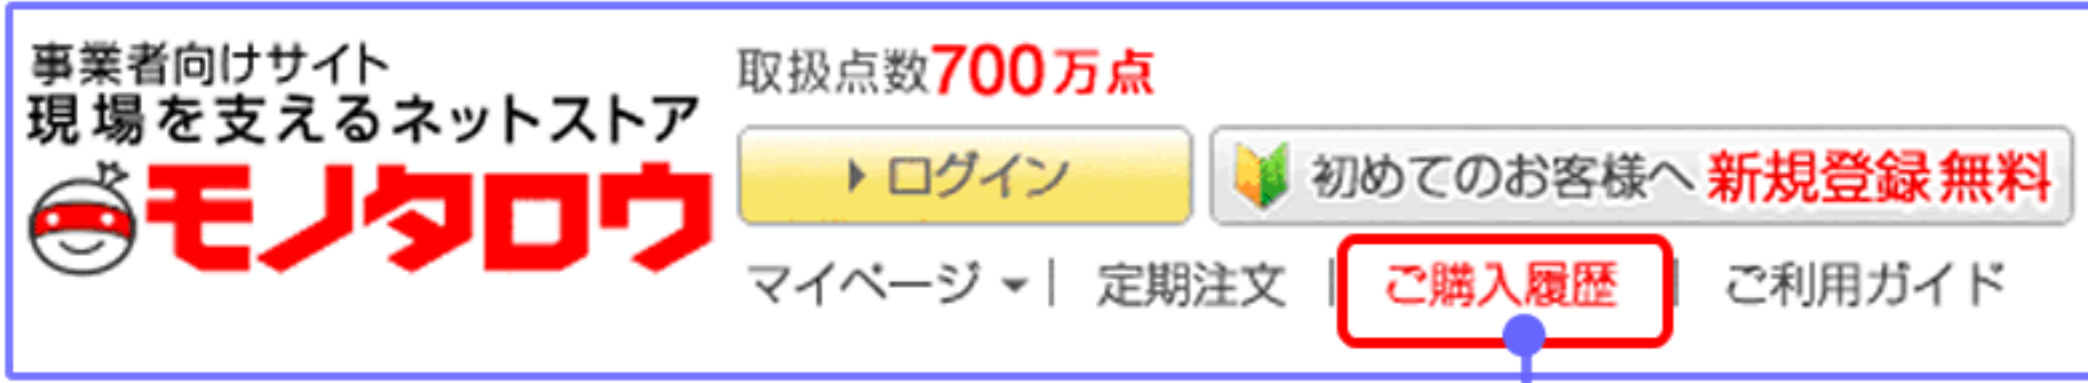 事業者向けサイト
現場を支えるネットストア
モノタロウ
取扱点数700万点
ログイン
初めてのお客様へ 新規登録無料
マイページ | 定期注文 | ご購入履歴 | ご利用ガイド